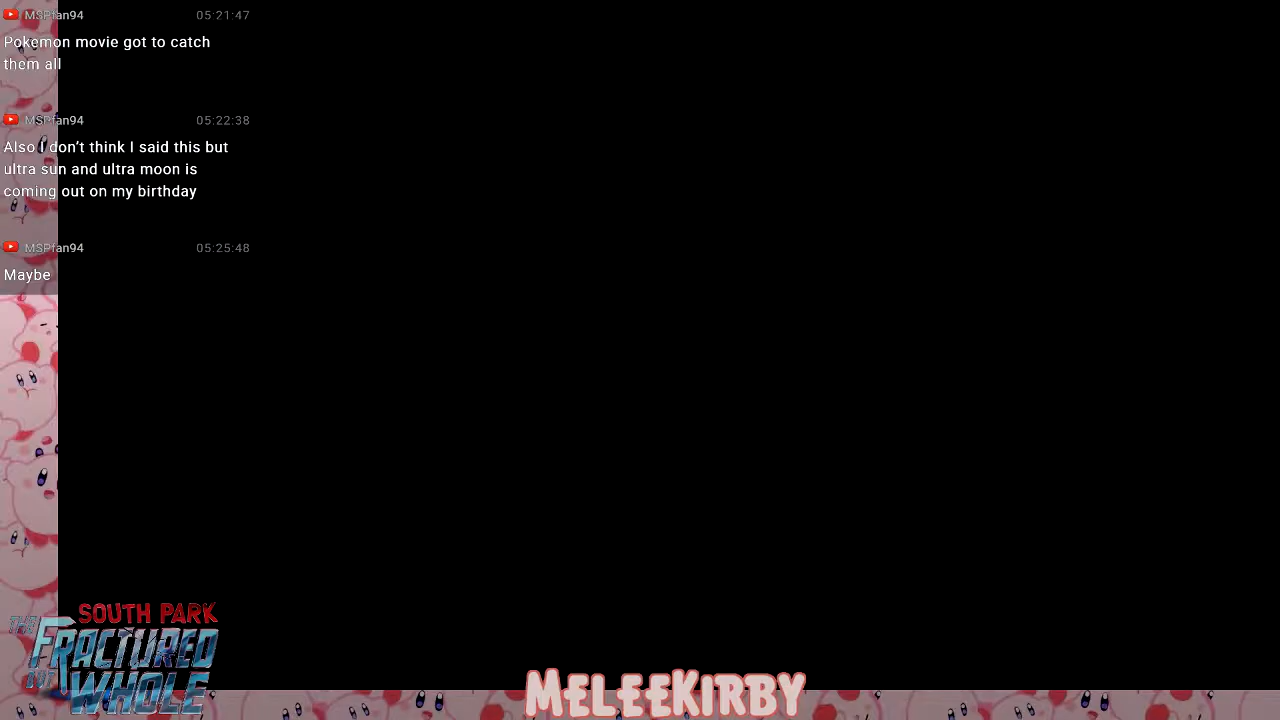 MSPfan94 05:21:47
Pokemon movie got to catch
them all
MSPfan94 05:22:38
Also I don’t think I said this but
ultra sun and ultra moon is
coming out on my birthday
MSPfan94 05:25:48
Maybe
SOUTH PARK
THE FRACTURED
BUT WHOLE
MELEEKIRBY